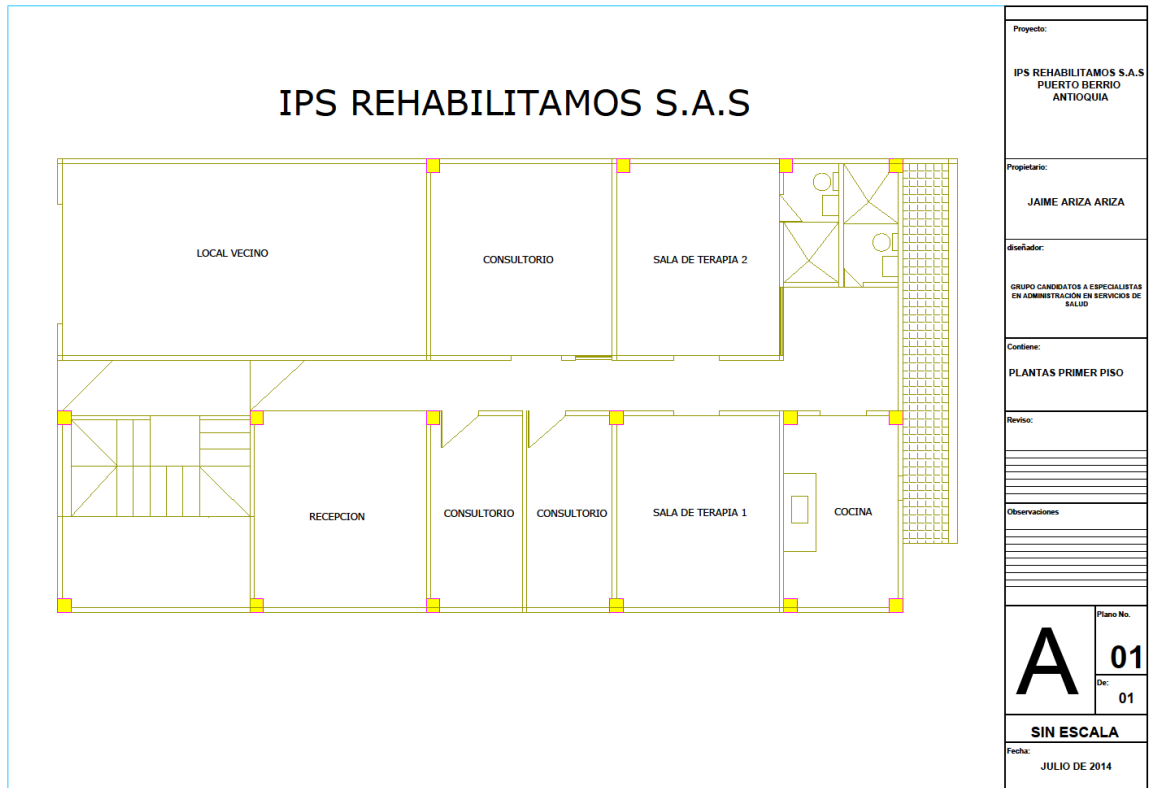 IPS REHABILITAMOS S.A.S
LOCAL VECINO
CONSULTORIO
SALA DE TERAPIA 2
RECEPCION
CONSULTORIO
CONSULTORIO
SALA DE TERAPIA 1
COCINA
Proyecto:
IPS REHABILITAMOS S.A.S
PUERTO BERRIO
ANTIOQUIA
Propietario:
JAIME ARIZA ARIZA
diseñador:
GRUPO CANDIDATOS A ESPECIALISTAS
EN ADMINISTRACIÓN EN SERVICIOS DE
SALUD
Contiene:
PLANTAS PRIMER PISO
Reviso:
Observaciones
A
Plano No.
01
De:
01
SIN ESCALA
Fecha:
JULIO DE 2014